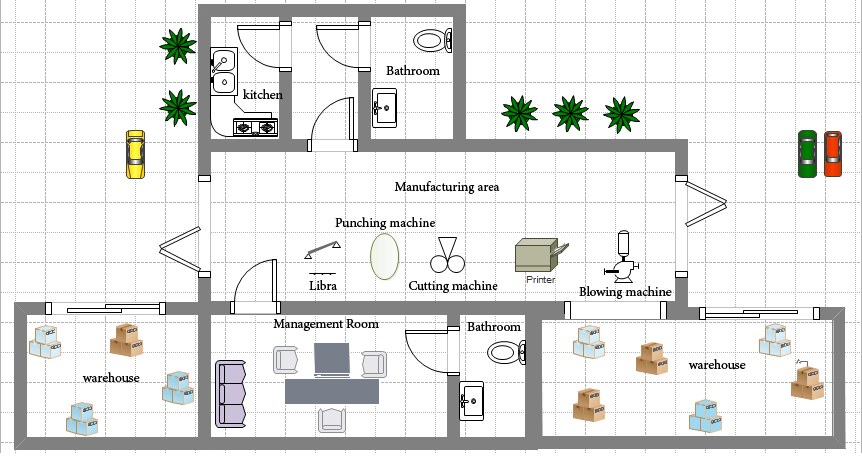 Bathroom
kitchen
Manufacturing area
Punching machine
Libra
Cutting machine
Printer
Blowing machine
Management Room
Bathroom
warehouse
warehouse